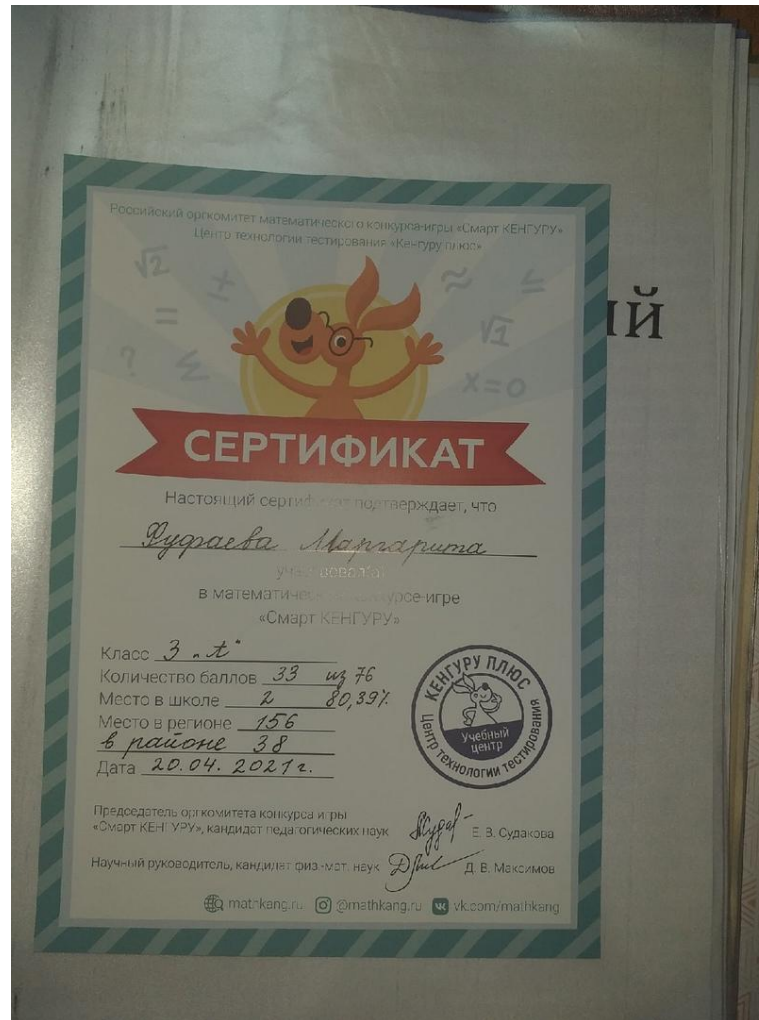 Российский оргкомитет математического конкурса-игры «Смарт КЕНГУРУ»
Центр технологии тестирования «Кенгуру плюс»
√2
±
=
?
Σ
≈
≤
√1
x=0
ИЙ
СЕРТИФИКАТ
Настоящий сертификат подтверждает, что
Маргарита
участвовал(а)
в математическом конкурсе-игре
«Смарт КЕНГУРУ»
Класс 3 "А"
Количество баллов 33 из 76
Место в школе 2 80,39%
Место в регионе 156
в районе 38
Дата 20.04.2021г.
КЕНГУРУ ПЛЮС
Учебный
центр
Центр технологии тестирования
Председатель оргкомитета конкурса игры
«Смарт КЕНГУРУ», кандидат педагогических наук
Е. В. Судакова
Научный руководитель, кандидат физ-мат. наук
Д. В. Максимов
mathkang.ru @mathkang.ru vk.com/mathkang